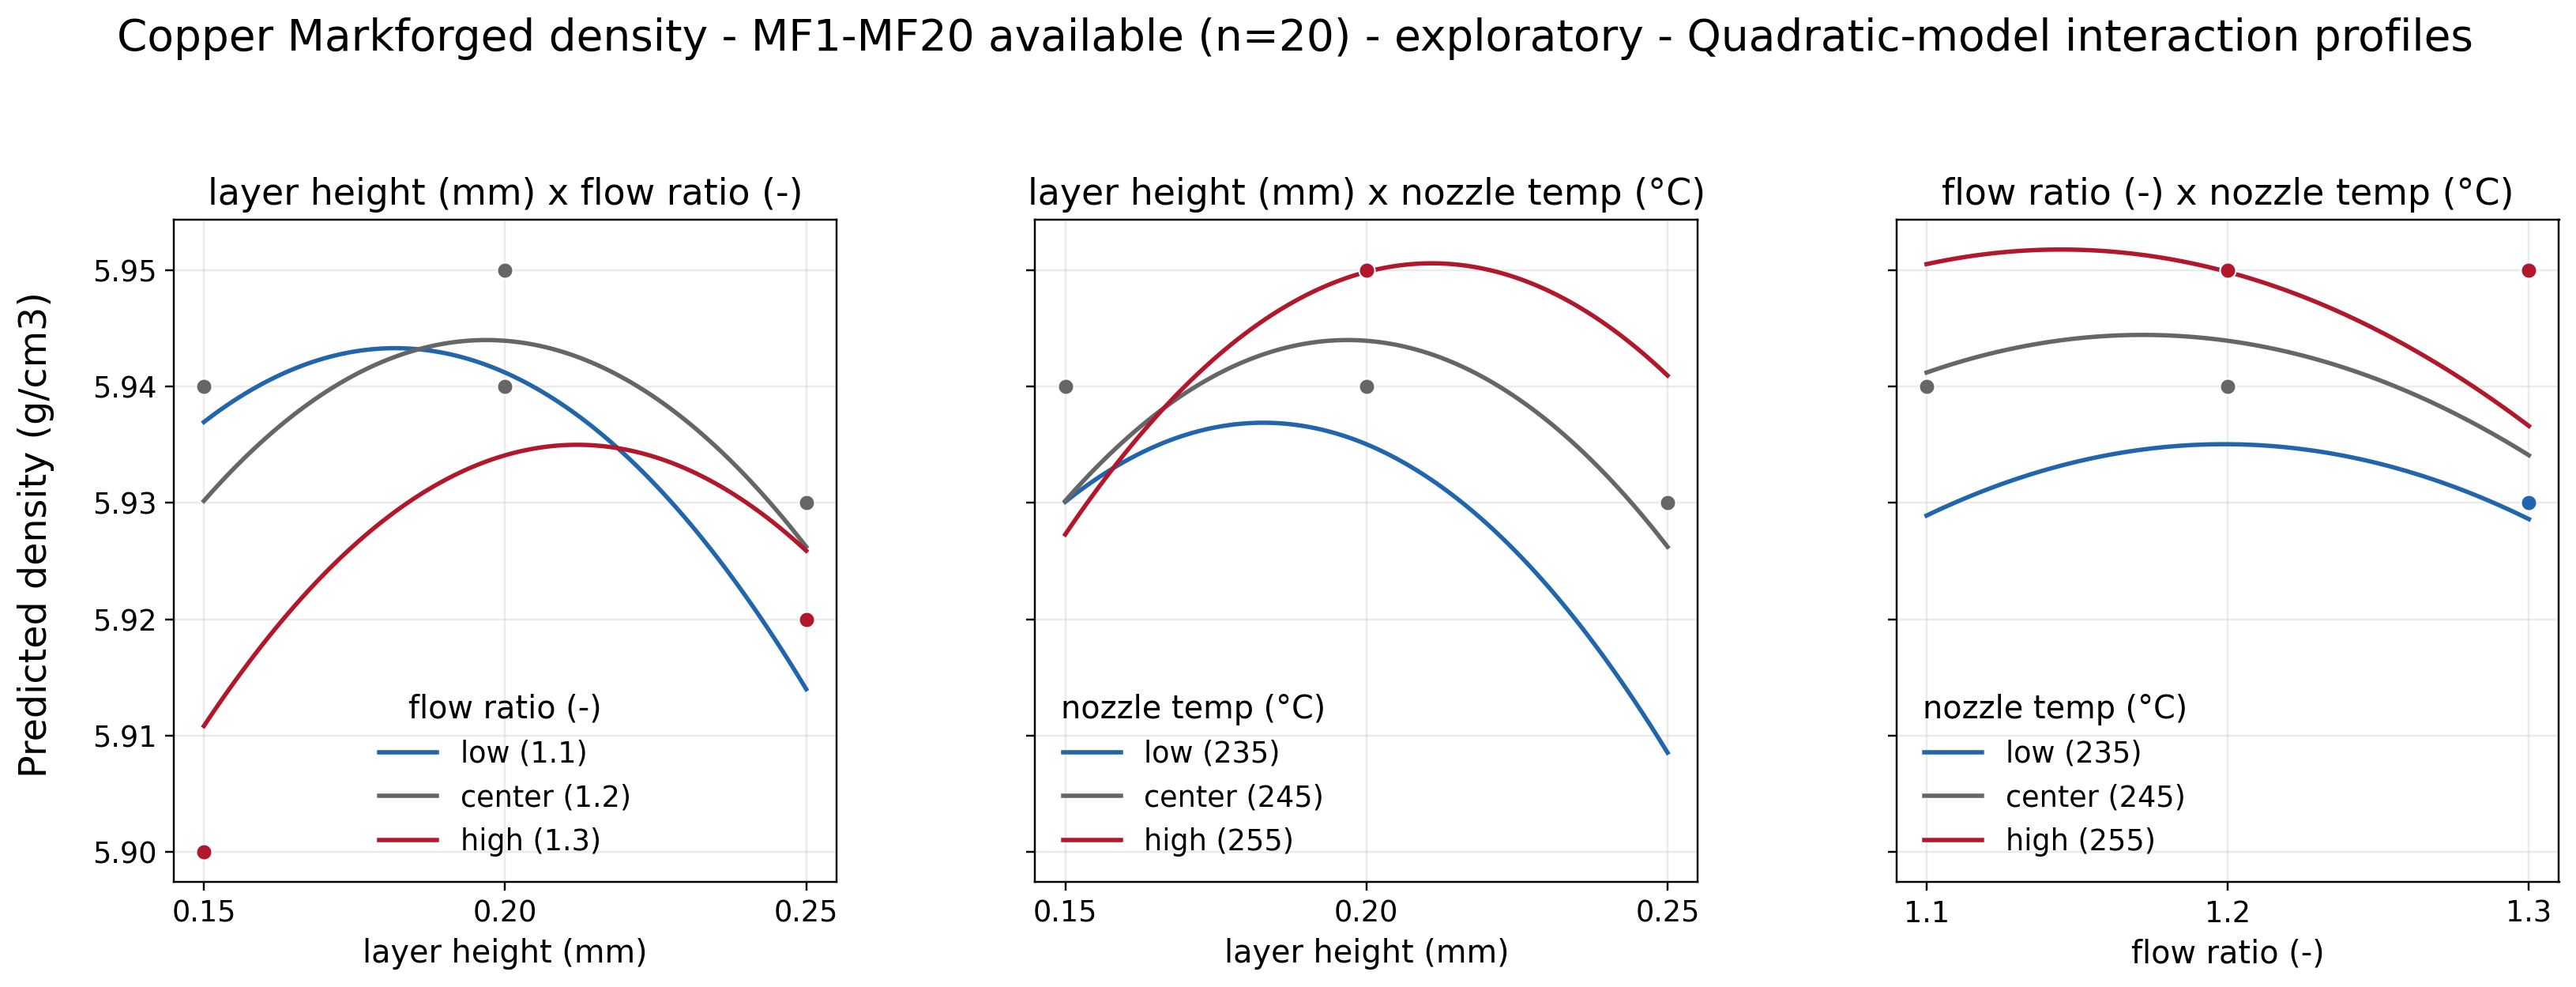 Copper Markforged density - MF1-MF20 available (n=20) - exploratory - Quadratic-model interaction profiles
Predicted density (g/cm3)
layer height (mm) x flow ratio (-)
5.95
5.94
5.93
5.92
5.91
5.90
flow ratio (-)
low (1.1)
center (1.2)
high (1.3)
0.15 0.20 0.25
layer height (mm)
layer height (mm) x nozzle temp (°C)
nozzle temp (°C)
low (235)
center (245)
high (255)
0.15 0.20 0.25
layer height (mm)
flow ratio (-) x nozzle temp (°C)
nozzle temp (°C)
low (235)
center (245)
high (255)
1.1 1.2 1.3
flow ratio (-)